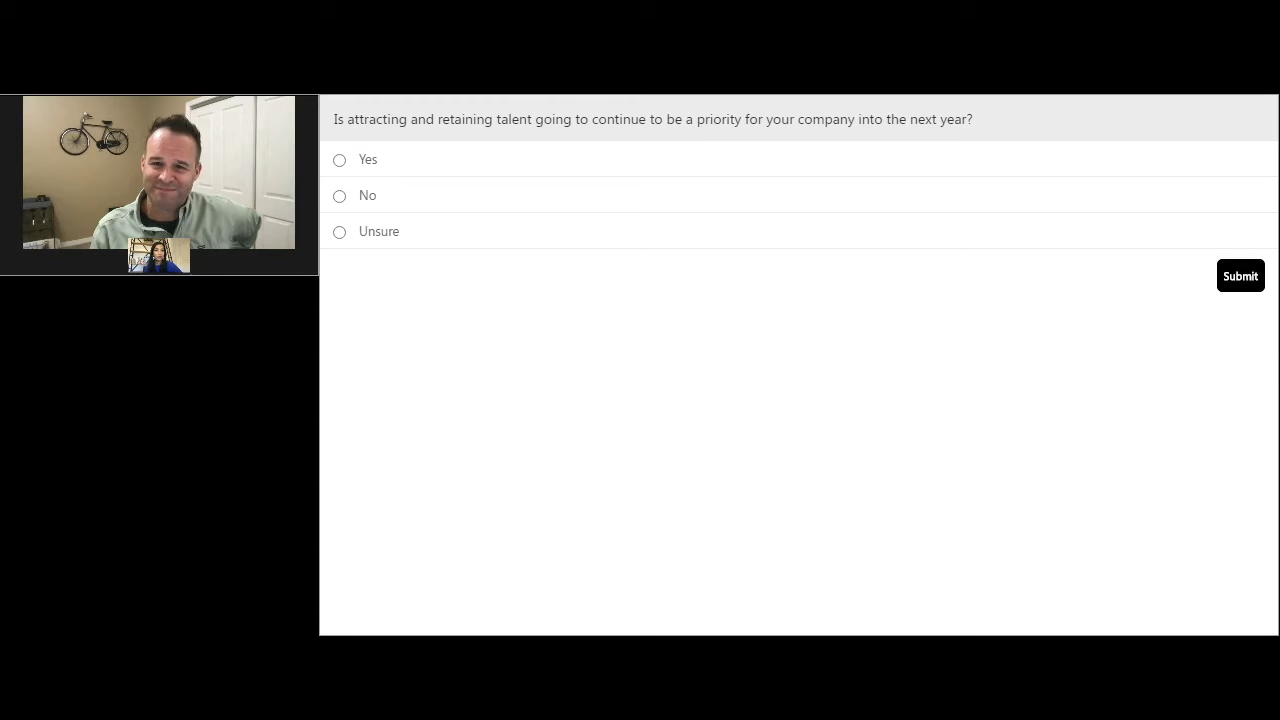 Is attracting and retaining talent going to continue to be a priority for your company into the next year?
Yes
No
Unsure
Submit